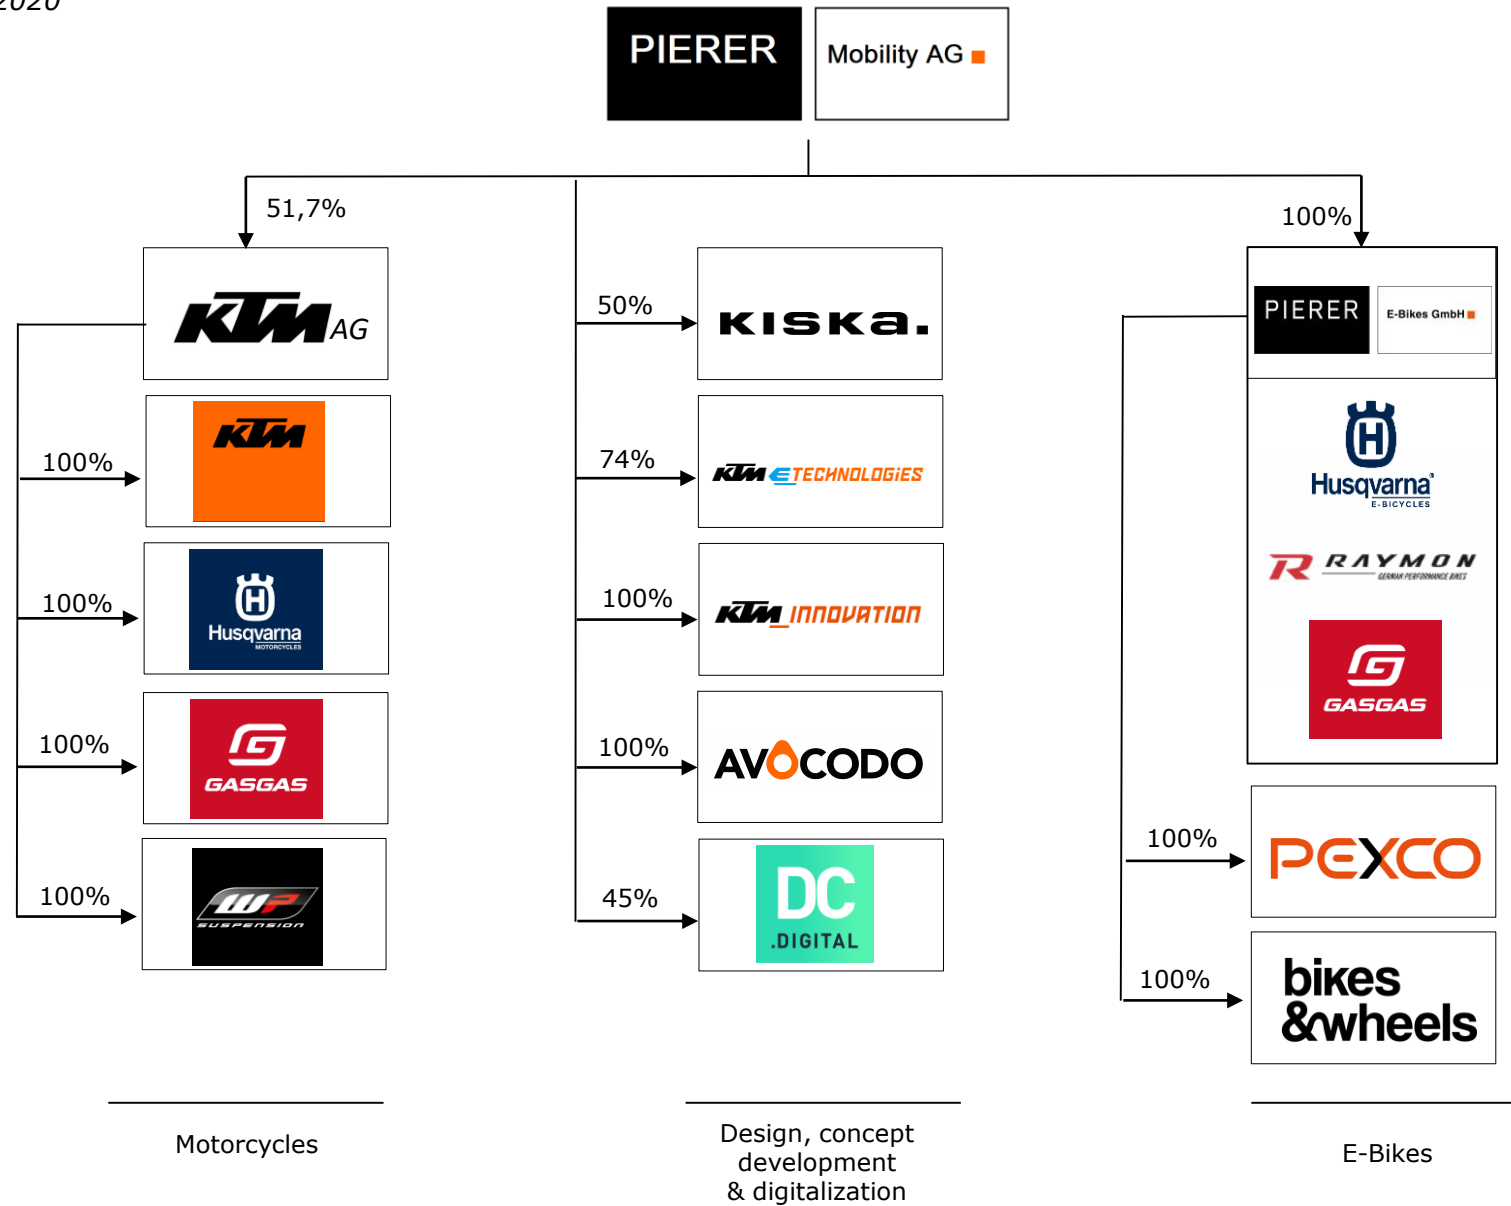 2020
PIERER
Mobility AG
51,7%
100%
KTM AG
50%
KISKa.
PIERER
E-Bikes GmbH
100%
KTM
74%
KTM ETECHNOLOGiES
Husqvarna®
E-BICYCLES
100%
Husqvarna
MOTORCYCLES
100%
KTM_INNOVATION
RAYMON
GERMAN PERFORMANCE BIKES
100%
GASGAS
100%
AVOCODO
GASGAS
100%
WP
SUSPENSION
45%
DC
.DIGITAL
100%
PEXCO
100%
bikes
&wheels
Motorcycles
Design, concept
development
& digitalization
E-Bikes